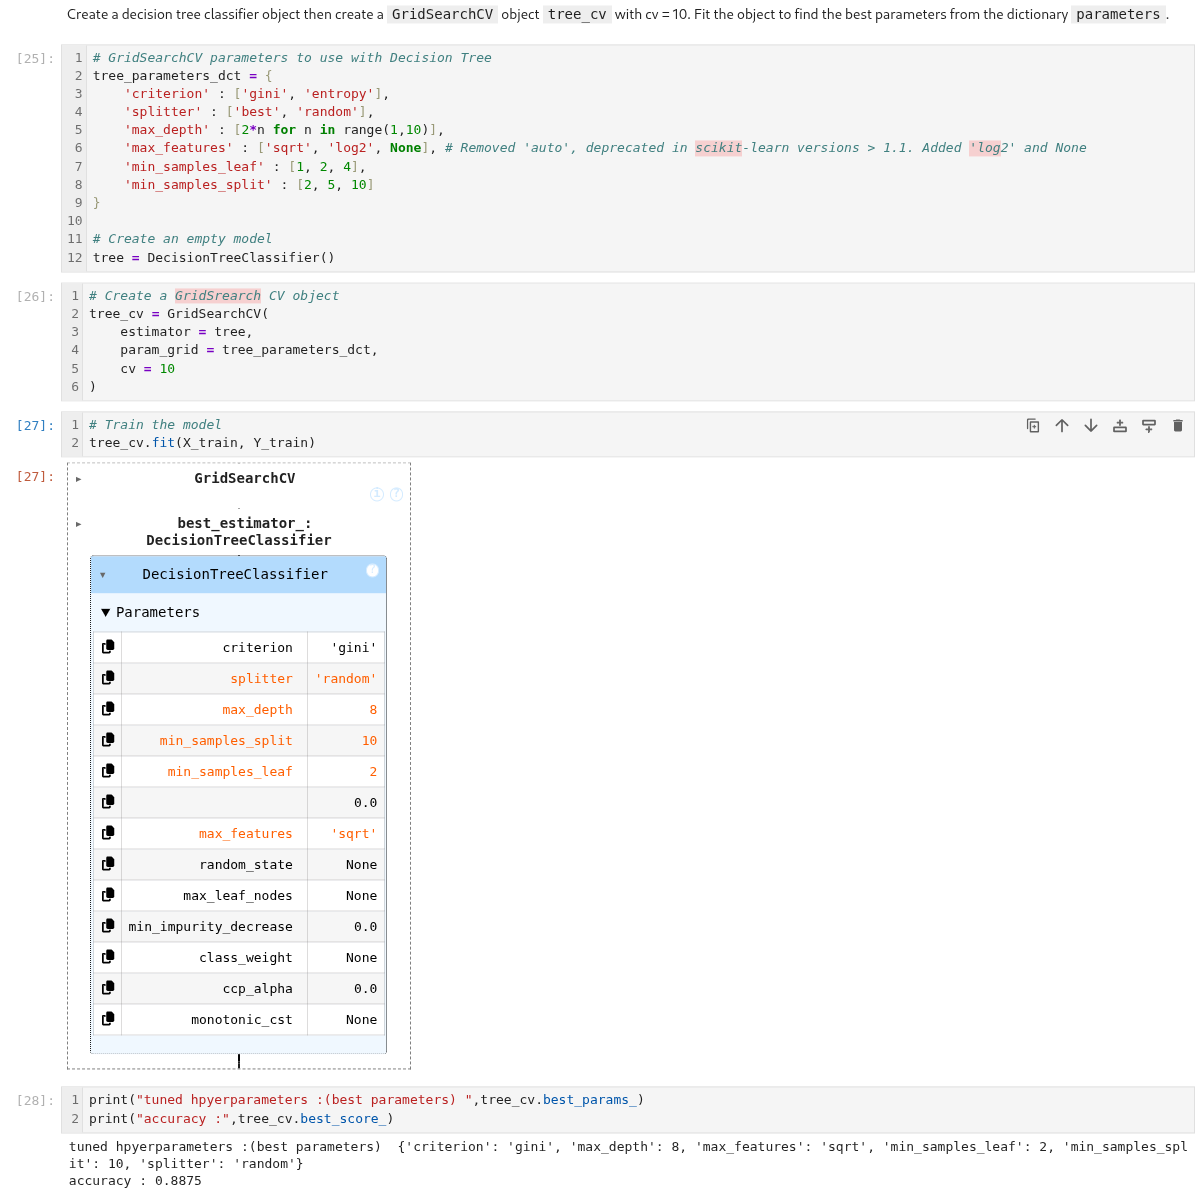 Create a decision tree classifier object then create a GridSearchCV object tree_cv with cv = 10. Fit the object to find the best parameters from the dictionary parameters .
[25]:
1 # GridSearchCV parameters to use with Decision Tree
2 tree_parameters_dct = {
3     'criterion' : ['gini', 'entropy'],
4     'splitter' : ['best', 'random'],
5     'max_depth' : [2*n for n in range(1,10)],
6     'max_features' : ['sqrt', 'log2', None], # Removed 'auto', deprecated in scikit-learn versions > 1.1. Added 'log2' and None
7     'min_samples_leaf' : [1, 2, 4],
8     'min_samples_split' : [2, 5, 10]
9 }
10
11 # Create an empty model
12 tree = DecisionTreeClassifier()
[26]:
1 # Create a GridSrearch CV object
2 tree_cv = GridSearchCV(
3     estimator = tree,
4     param_grid = tree_parameters_dct,
5     cv = 10
6 )
[27]:
1 # Train the model
2 tree_cv.fit(X_train, Y_train)
[27]:
GridSearchCV
i ?
best_estimator_:
DecisionTreeClassifier
DecisionTreeClassifier
Parameters
criterion 'gini'
splitter 'random'
max_depth 8
min_samples_split 10
min_samples_leaf 2
0.0
max_features 'sqrt'
random_state None
max_leaf_nodes None
min_impurity_decrease 0.0
class_weight None
ccp_alpha 0.0
monotonic_cst None
[28]:
1 print("tuned hpyerparameters :(best parameters) ",tree_cv.best_params_)
2 print("accuracy :",tree_cv.best_score_)
tuned hpyerparameters :(best parameters)  {'criterion': 'gini', 'max_depth': 8, 'max_features': 'sqrt', 'min_samples_leaf': 2, 'min_samples_spl
it': 10, 'splitter': 'random'}
accuracy : 0.8875